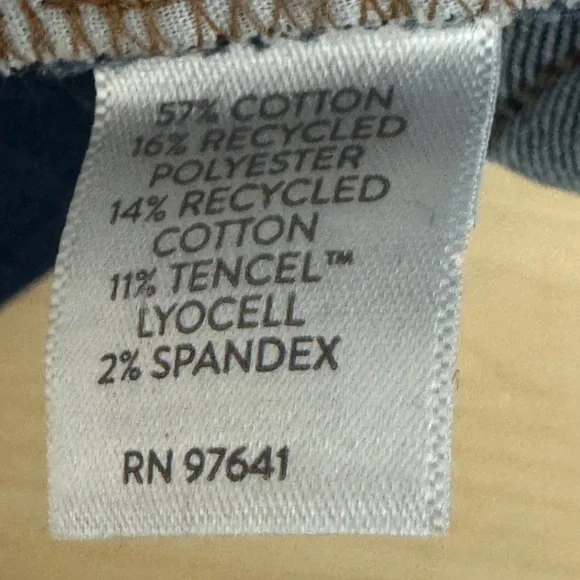 57% COTTON
16% RECYCLED
POLYESTER
14% RECYCLED
COTTON
11% TENCEL™
LYOCELL
2% SPANDEX
RN 97641